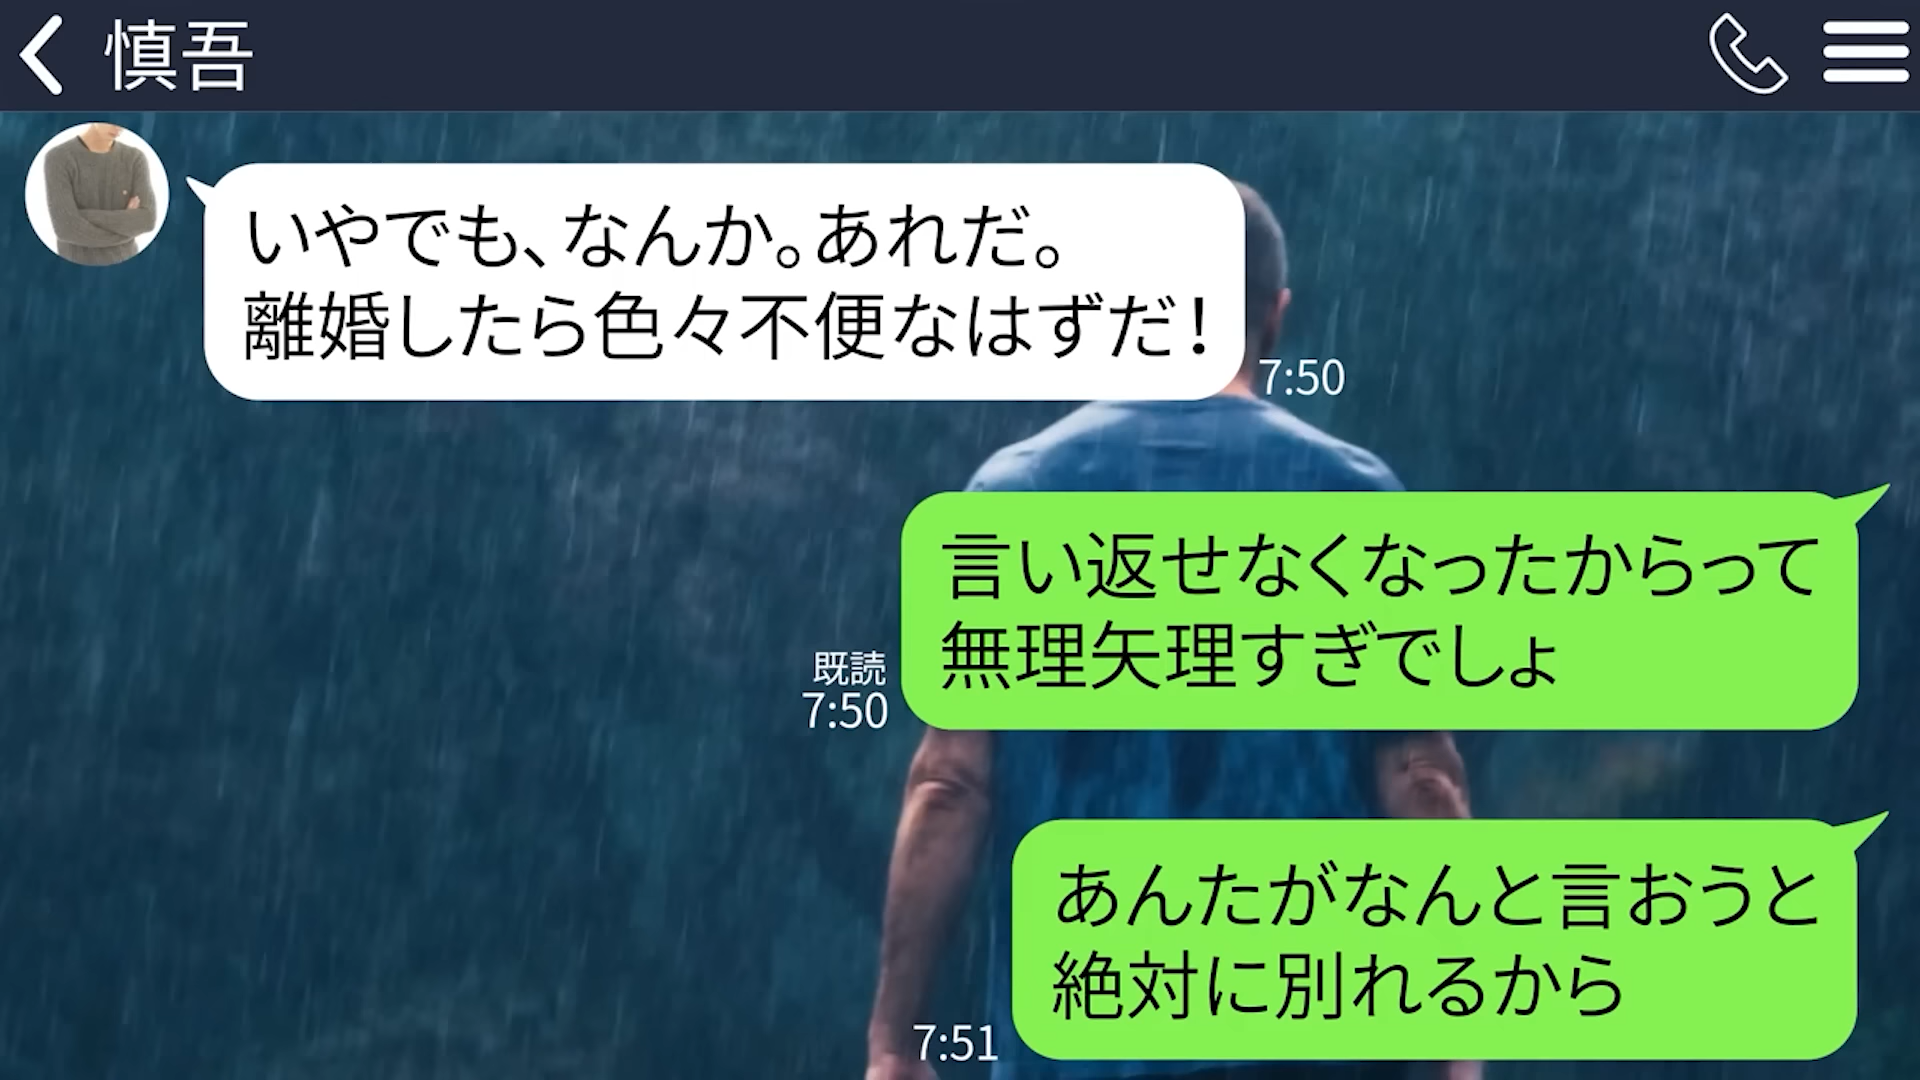 慎吾
いやでも、なんか。あれだ。
離婚したら色々不便なはずだ！
7:50
言い返せなくなったからって
無理矢理すぎでしょ
既読
7:50
あんたがなんと言おうと
絶対に別れるから
7:51